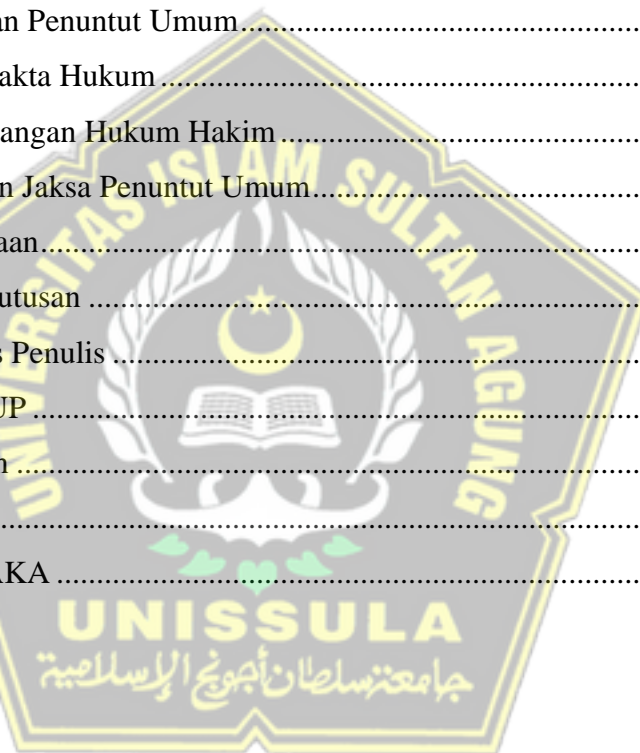 an Penuntut Umum................................................
akta Hukum ............................................................
angan Hukum Hakim .........................................
n Jaksa Penuntut Umum.........................................
aan............................................................................
utusan ......................................................................
s Penulis ...................................................................
UP .............................................................................
n ................................................................................
..................................................................................
AKA ..........................................................................
UNIVERSITAS ISLAM SULTAN AGUNG
UNISSULA
جامعة سلطان أجونج الإسلامية